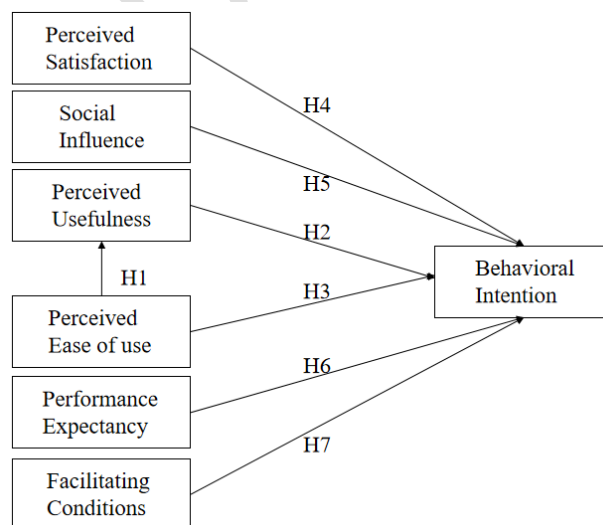 Perceived
Satisfaction
H4
Social
Influence
H5
Perceived
Usefulness
H2
Behavioral
Intention
H1
H3
Perceived
Ease of use
H6
Performance
Expectancy
H7
Facilitating
Conditions